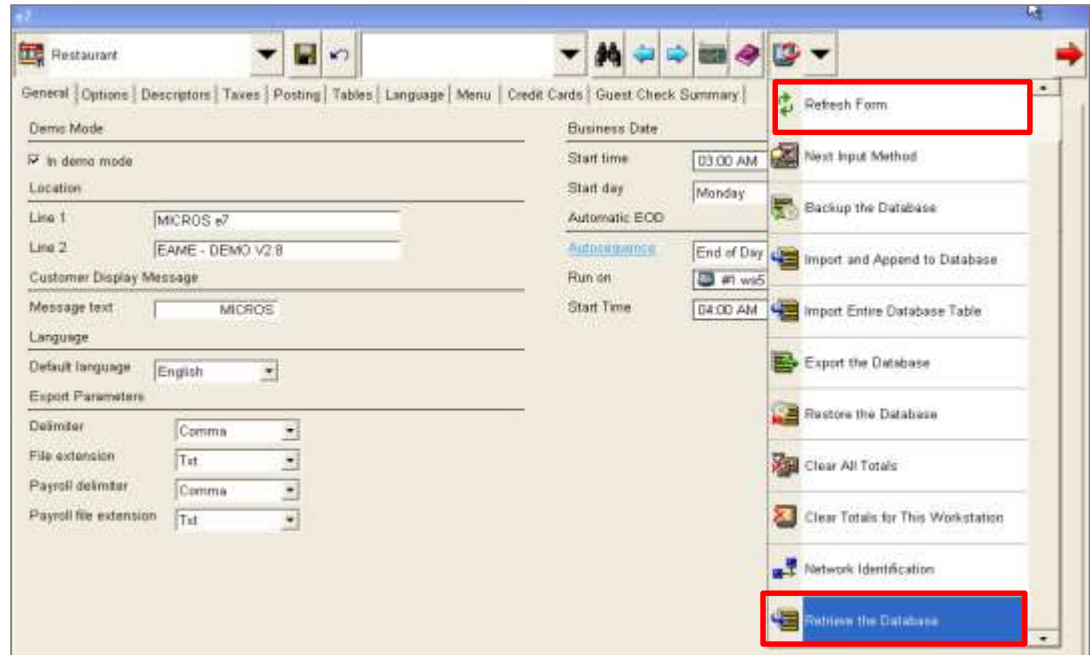 e7
Restaurant
General Options Descriptors Taxes Posting Tables Language Menu Credit Cards Guest Check Summary
Demo Mode
In demo mode
Location
Line 1 MICROS e7
Line 2 EAME - DEMO V2.8
Customer Display Message
Message text MICROS
Language
Default language English
Export Parameters
Delimiter Comma
File extension Txt
Payroll delimiter Comma
Payroll file extension Txt
Business Date
Start time 03:00 AM
Start day Monday
Automatic EOD
Autosequence End of Day
Run on #1 ws5
Start Time 04:00 AM
Refresh Form
Next Input Method
Backup the Database
Import and Append to Database
Import Entire Database Table
Export the Database
Restore the Database
Clear All Totals
Clear Totals for This Workstation
Network Identification
Retrieve the Database